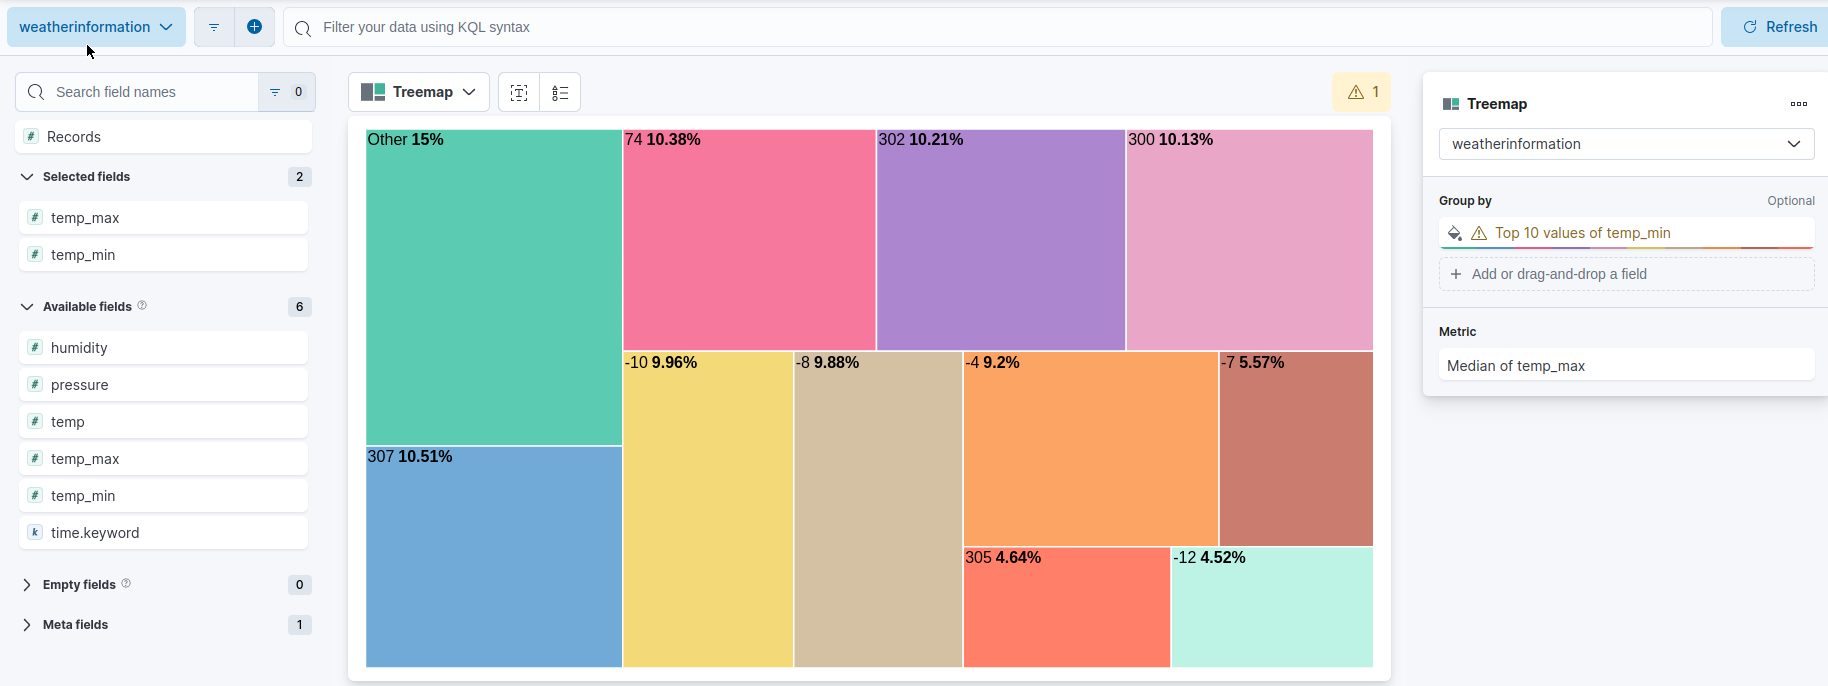 weatherinformation
Filter your data using KQL syntax
Refresh
Search field names
0
Records
Selected fields
2
temp_max
temp_min
Available fields
6
humidity
pressure
temp
temp_max
temp_min
time.keyword
Empty fields
0
Meta fields
1
Treemap
1
Other 15%
74 10.38%
302 10.21%
300 10.13%
-10 9.96%
-8 9.88%
-4 9.2%
-7 5.57%
307 10.51%
305 4.64%
-12 4.52%
Treemap
weatherinformation
Group by
Optional
Top 10 values of temp_min
Add or drag-and-drop a field
Metric
Median of temp_max